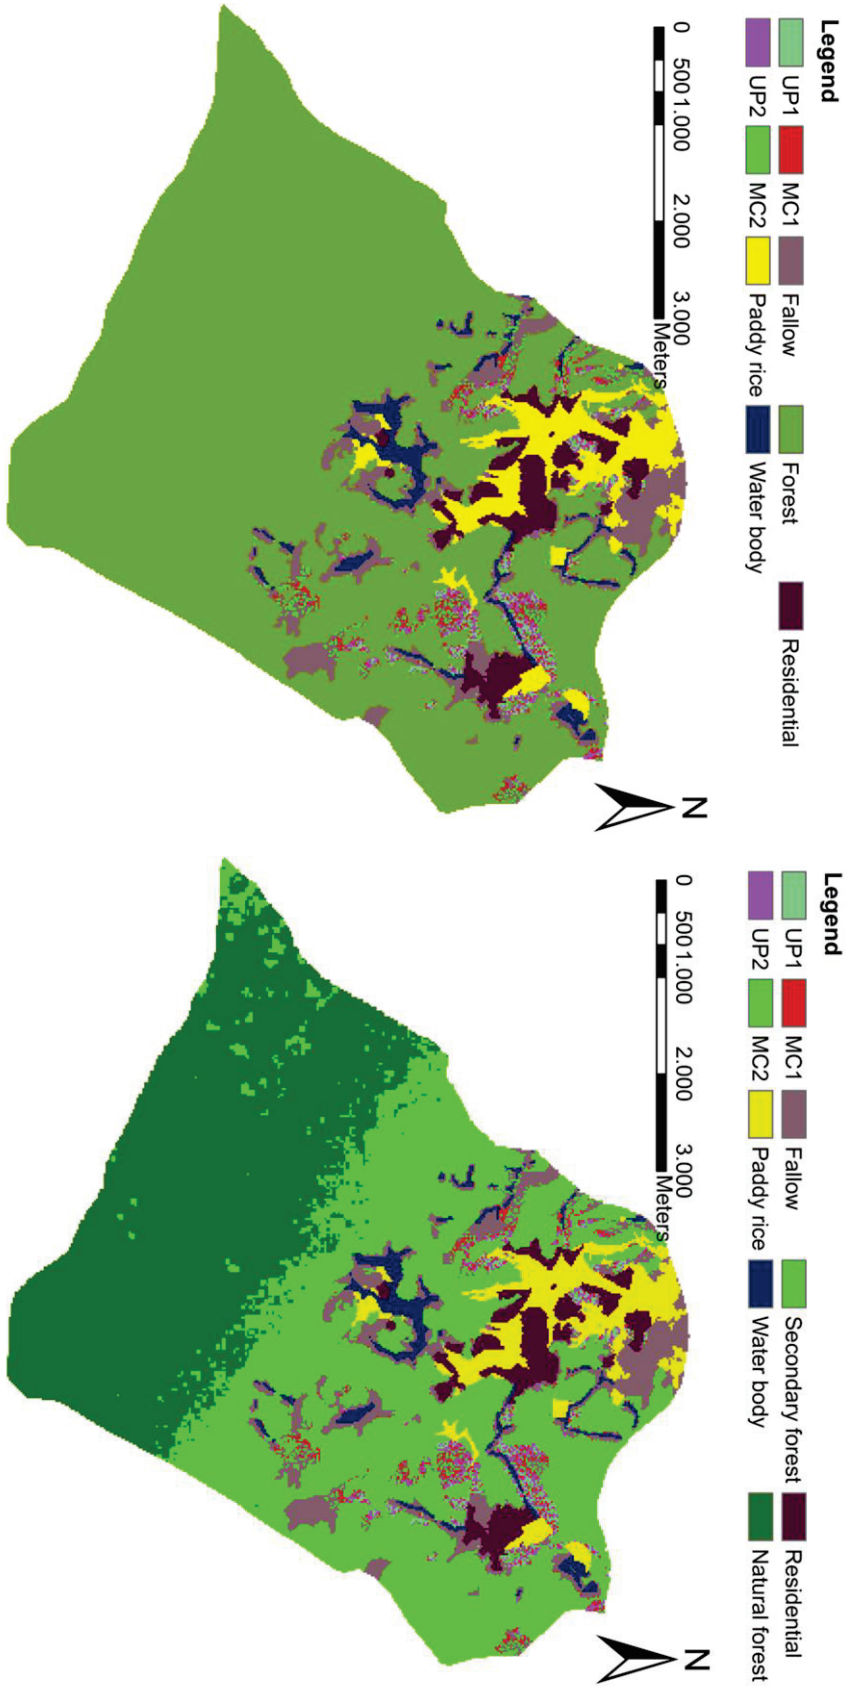 Legend
UP1 MC1 Fallow Forest Residential
UP2 MC2 Paddy rice Water body
0 500 1.000 2.000 3.000
Meters
N
Legend
UP1 MC1 Fallow Secondary forest Residential
UP2 MC2 Paddy rice Water body Natural forest
0 500 1.000 2.000 3.000
Meters
N